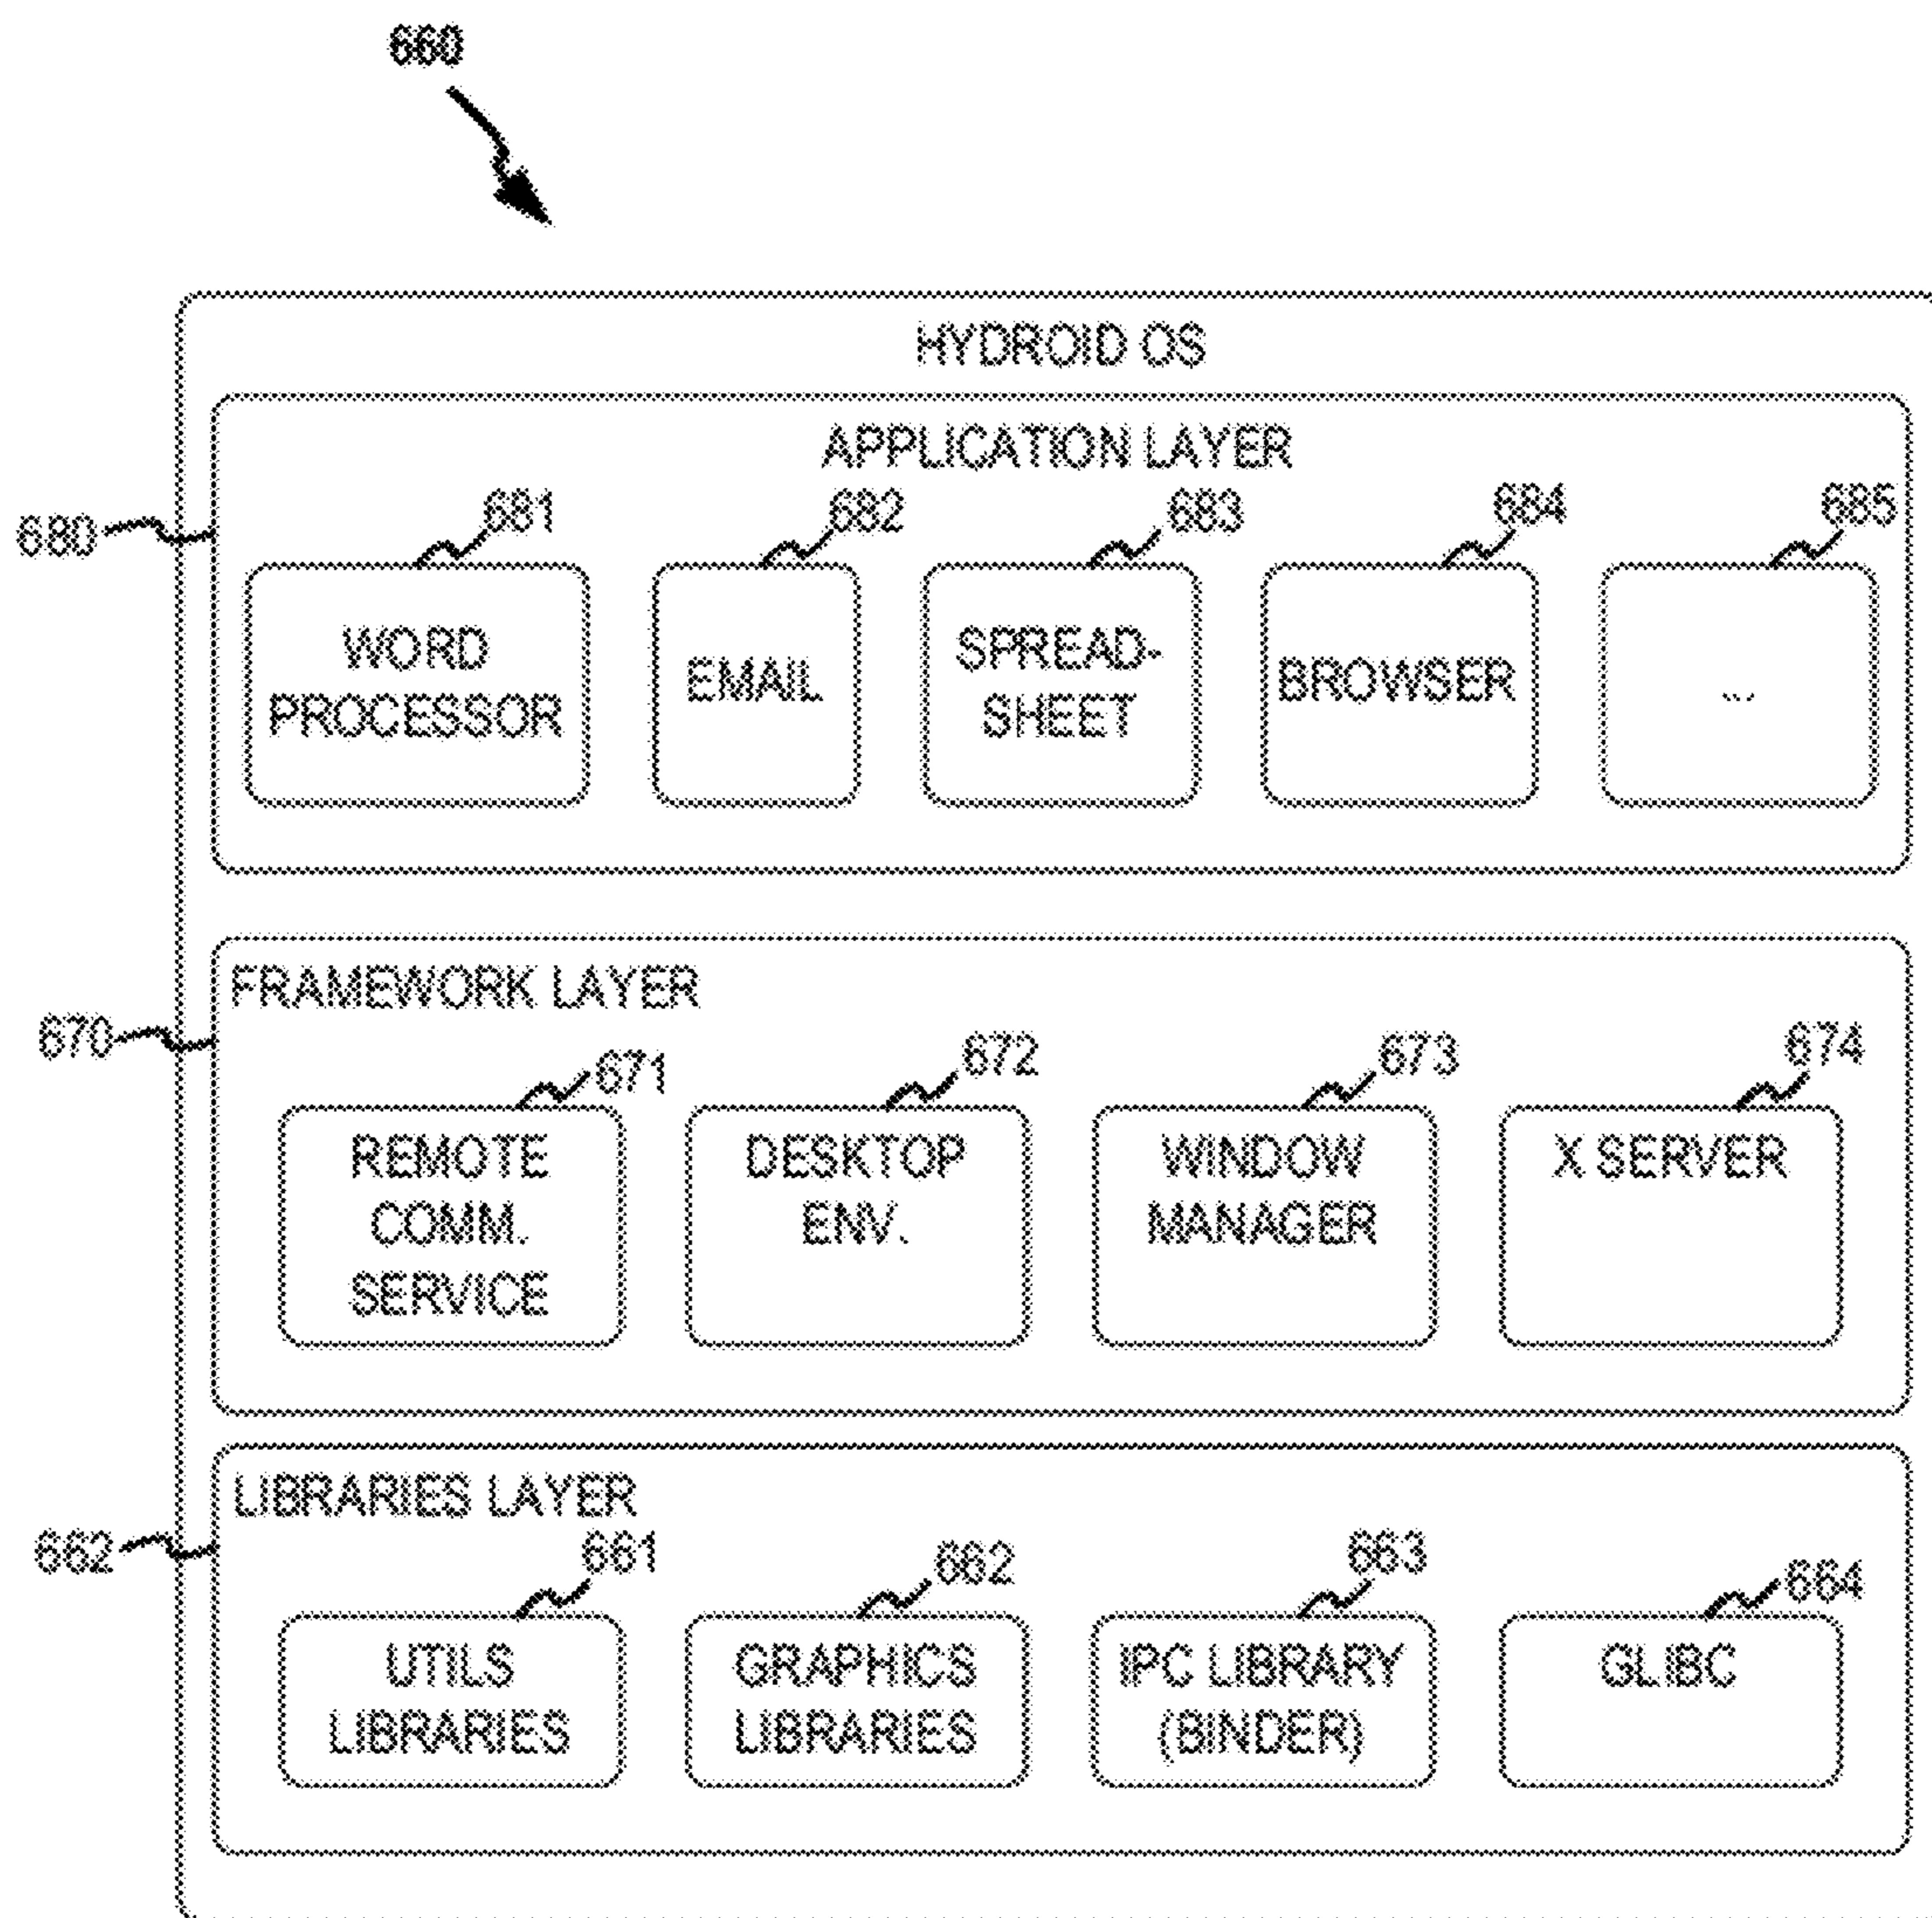 660
HYDROID OS
APPLICATION LAYER
680
681
682
683
684
685
WORD
PROCESSOR
EMAIL
SPREAD-
SHEET
BROWSER
...
FRAMEWORK LAYER
670
671
672
673
674
REMOTE
COMM.
SERVICE
DESKTOP
ENV.
WINDOW
MANAGER
X SERVER
LIBRARIES LAYER
662
661
662
663
664
UTILS
LIBRARIES
GRAPHICS
LIBRARIES
IPC LIBRARY
(BINDER)
GLIBC